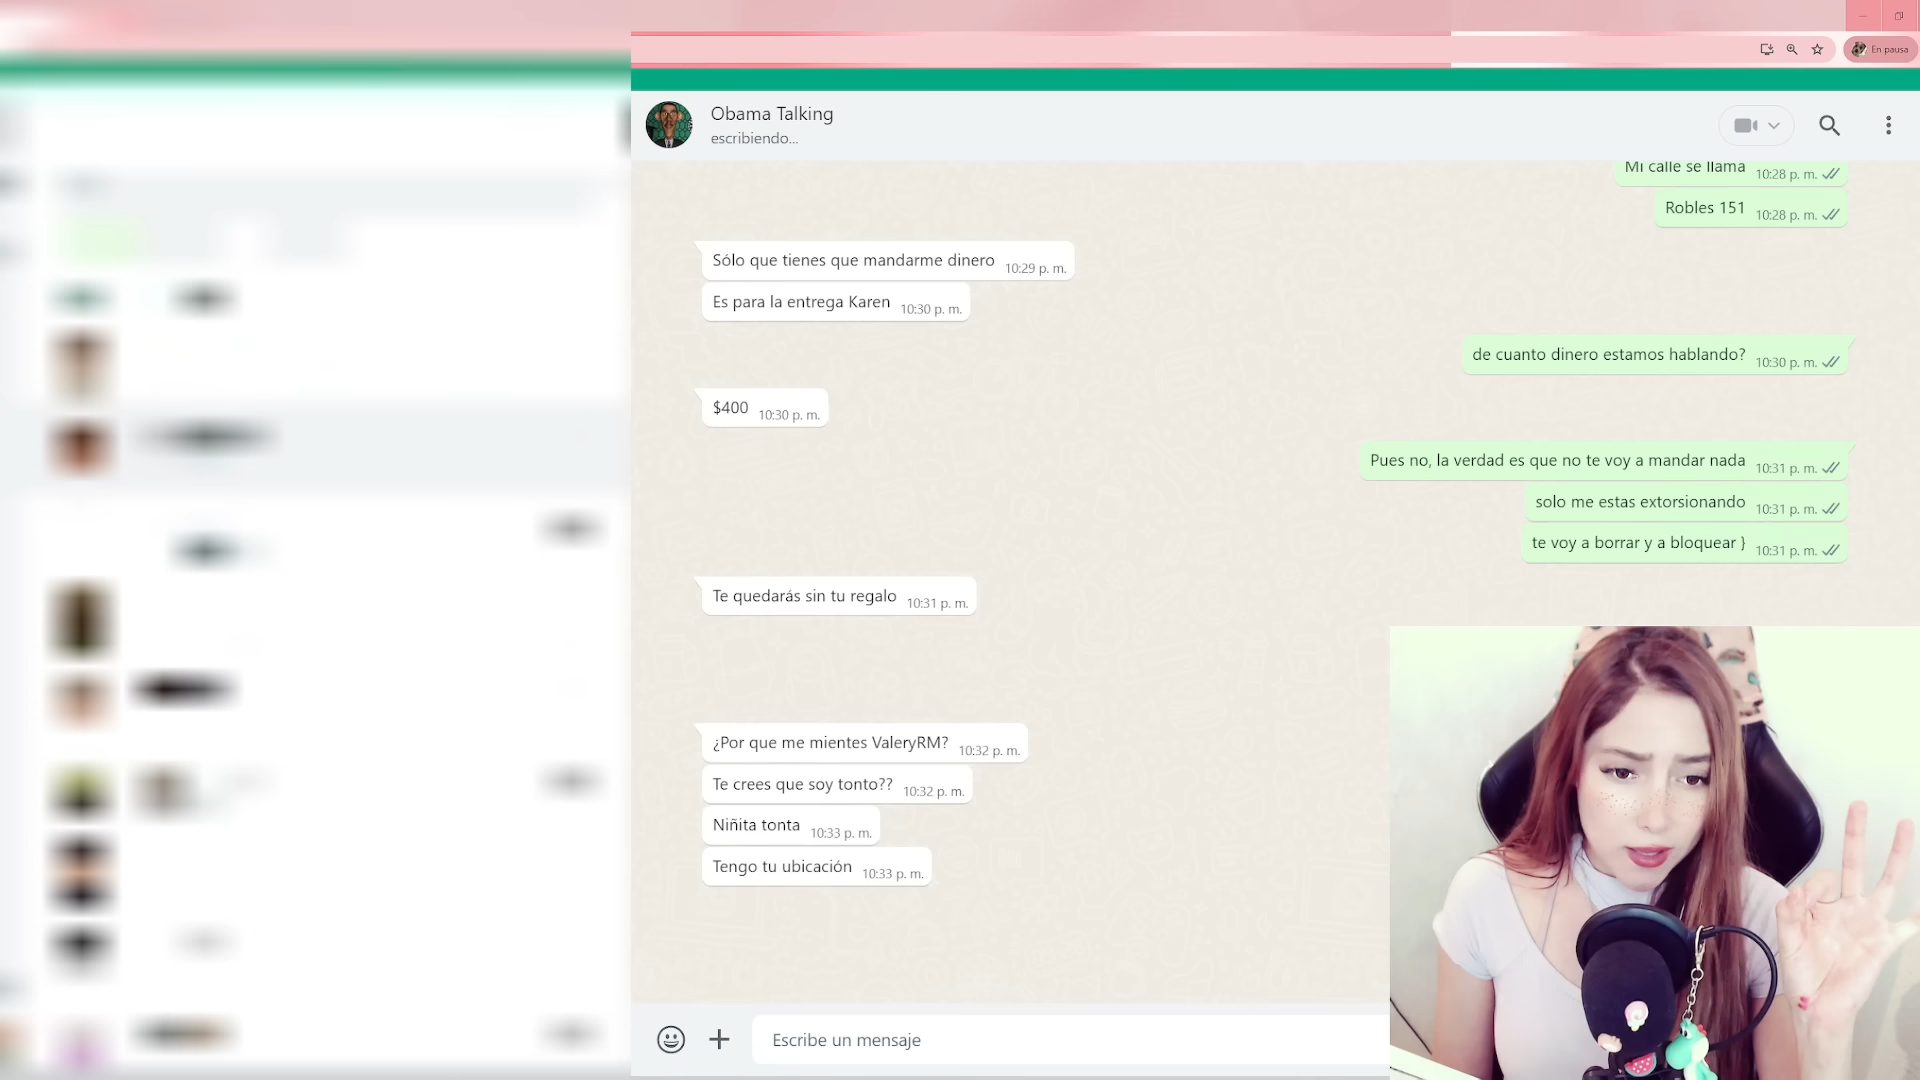 En pausa
Obama Talking
escribiendo...
Mi calle se llama 10:28 p. m.
Robles 151 10:28 p. m.
Sólo que tienes que mandarme dinero 10:29 p. m.
Es para la entrega Karen 10:30 p. m.
de cuanto dinero estamos hablando? 10:30 p. m.
$400 10:30 p. m.
Pues no, la verdad es que no te voy a mandar nada 10:31 p. m.
solo me estas extorsionando 10:31 p. m.
te voy a borrar y a bloquear } 10:31 p. m.
Te quedarás sin tu regalo 10:31 p. m.
¿Por que me mientes ValeryRM? 10:32 p. m.
Te crees que soy tonto?? 10:32 p. m.
Niñita tonta 10:33 p. m.
Tengo tu ubicación 10:33 p. m.
Escribe un mensaje